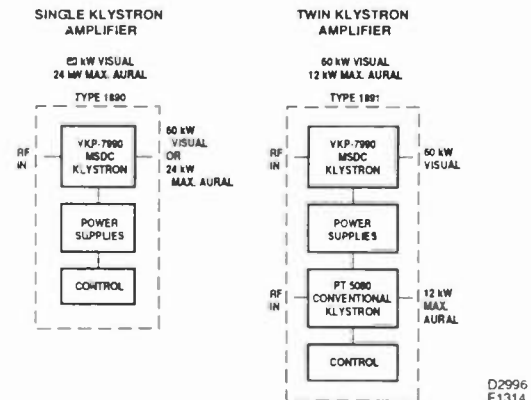 SINGLE KLYSTRON
AMPLIFIER
60 kW VISUAL
24 kW MAX. AURAL
TYPE 1890
RF
IN
VKP-7990
MSDC
KLYSTRON
60 kW
VISUAL
OR
24 kW
MAX. AURAL
POWER
SUPPLIES
CONTROL
TWIN KLYSTRON
AMPLIFIER
60 kW VISUAL
12 kW MAX. AURAL
TYPE 1891
RF
IN
VKP-7990
MSDC
KLYSTRON
60 kW
VISUAL
POWER
SUPPLIES
RF
IN
PT 5080
CONVENTIONAL
KLYSTRON
12 kW
MAX.
AURAL
CONTROL
D2996
E1314